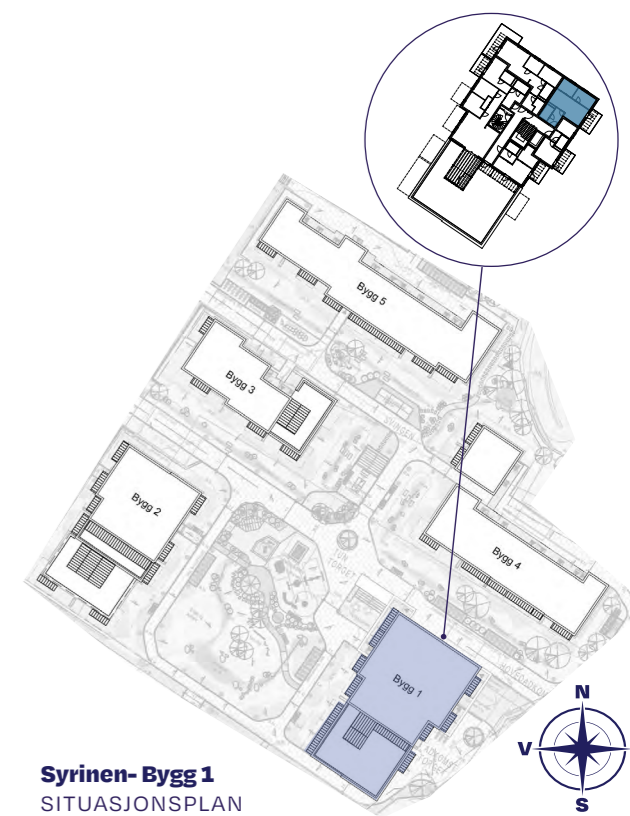 Bygg 5
Bygg 3
Bygg 2
Bygg 4
Bygg 1
N
V
S
Syrinen- Bygg 1
SITUASJONSPLAN